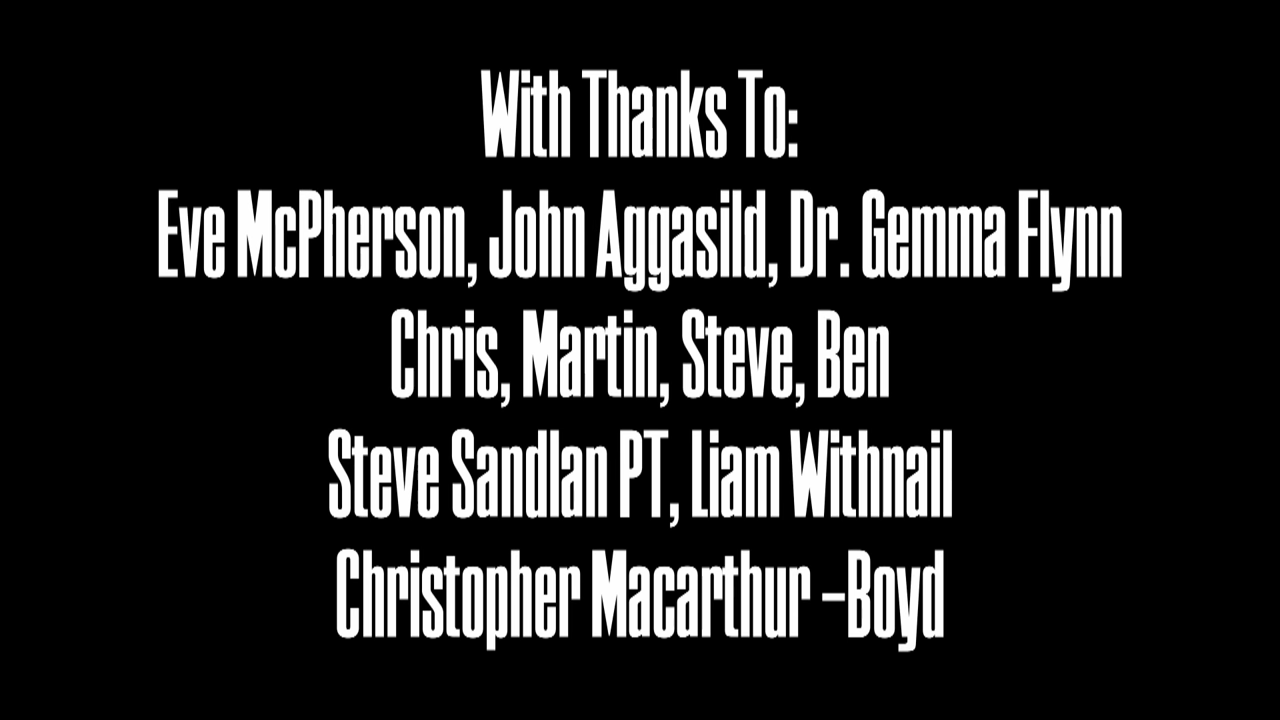 With Thanks To:
Eve McPherson, John Aggasild, Dr. Gemma Flynn
Chris, Martin, Steve, Ben
Steve Sandlan PT, Liam Withnail
Christopher Macarthur -Boyd